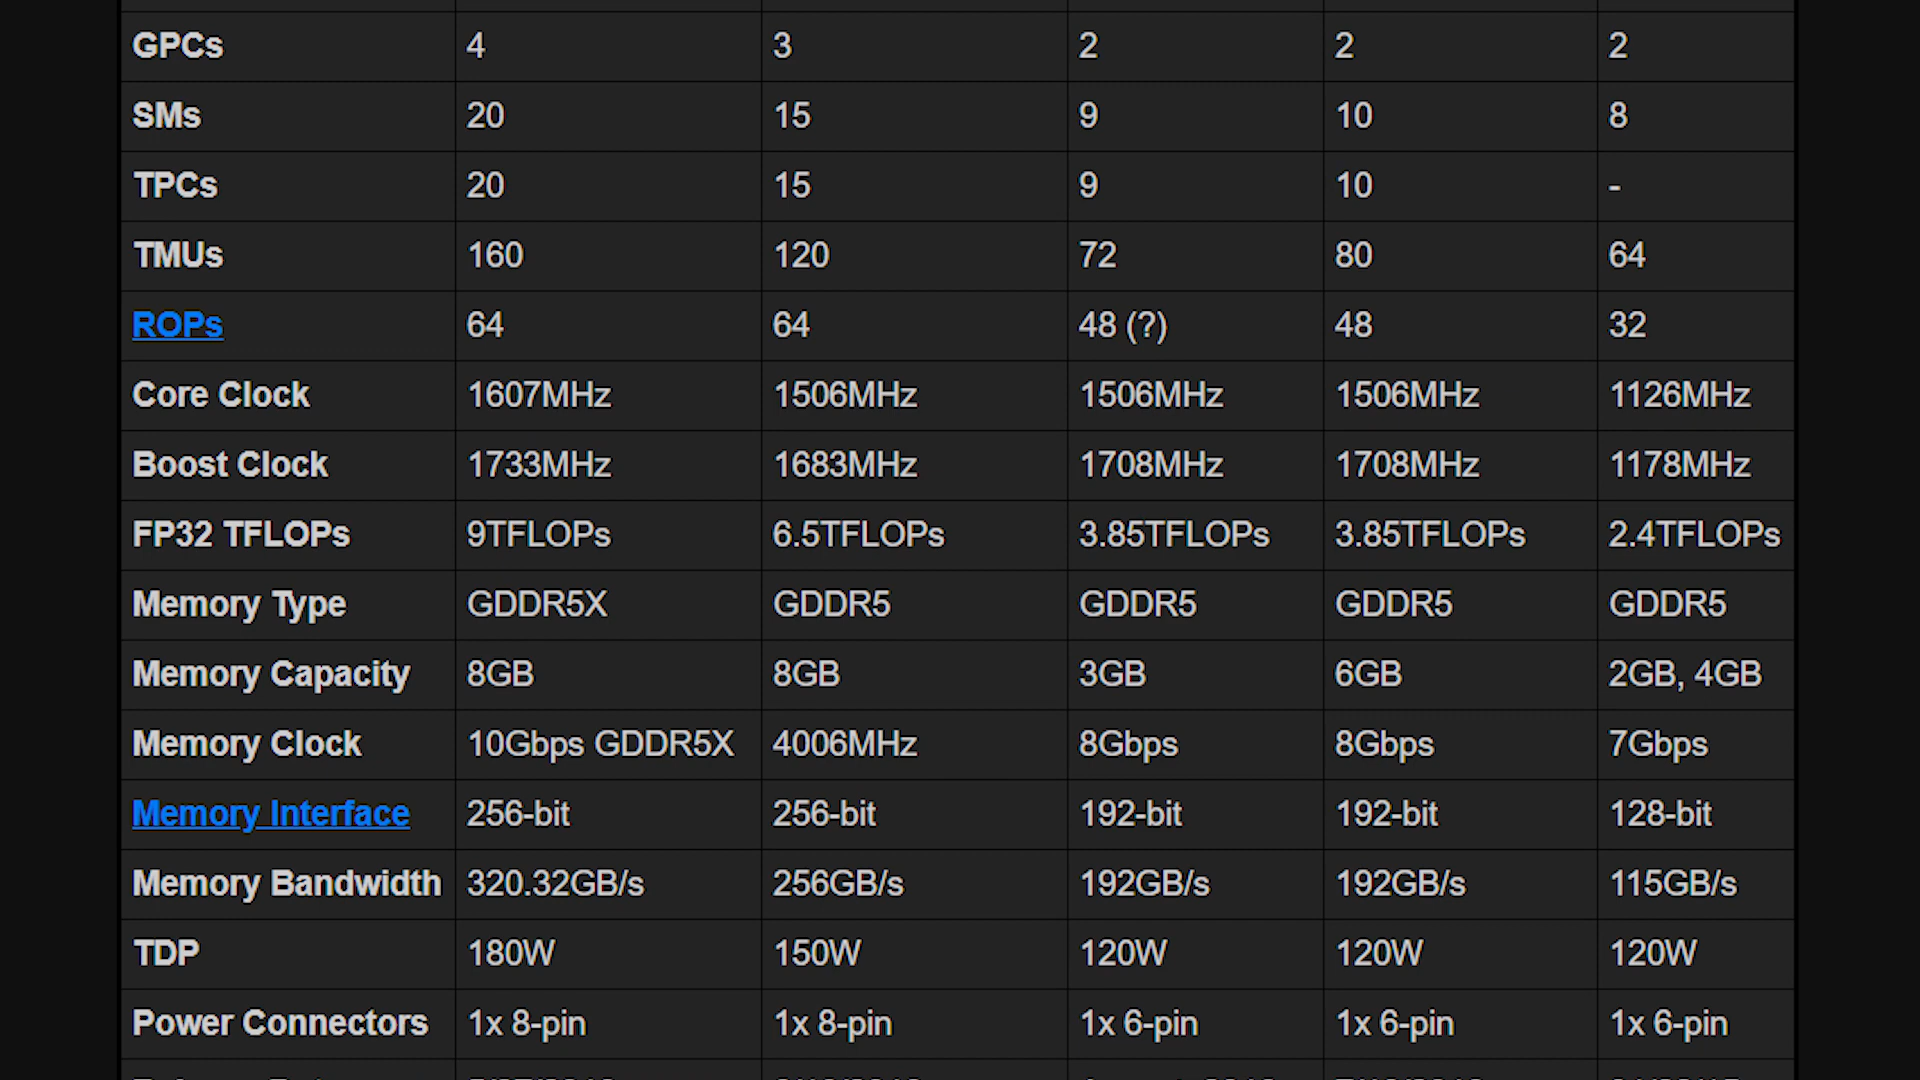 GPCs 4 3 2 2 2
SMs 20 15 9 10 8
TPCs 20 15 9 10 -
TMUs 160 120 72 80 64
ROPs 64 64 48 (?) 48 32
Core Clock 1607MHz 1506MHz 1506MHz 1506MHz 1126MHz
Boost Clock 1733MHz 1683MHz 1708MHz 1708MHz 1178MHz
FP32 TFLOPs 9TFLOPs 6.5TFLOPs 3.85TFLOPs 3.85TFLOPs 2.4TFLOPs
Memory Type GDDR5X GDDR5 GDDR5 GDDR5 GDDR5
Memory Capacity 8GB 8GB 3GB 6GB 2GB, 4GB
Memory Clock 10Gbps GDDR5X 4006MHz 8Gbps 8Gbps 7Gbps
Memory Interface 256-bit 256-bit 192-bit 192-bit 128-bit
Memory Bandwidth 320.32GB/s 256GB/s 192GB/s 192GB/s 115GB/s
TDP 180W 150W 120W 120W 120W
Power Connectors 1x 8-pin 1x 8-pin 1x 6-pin 1x 6-pin 1x 6-pin